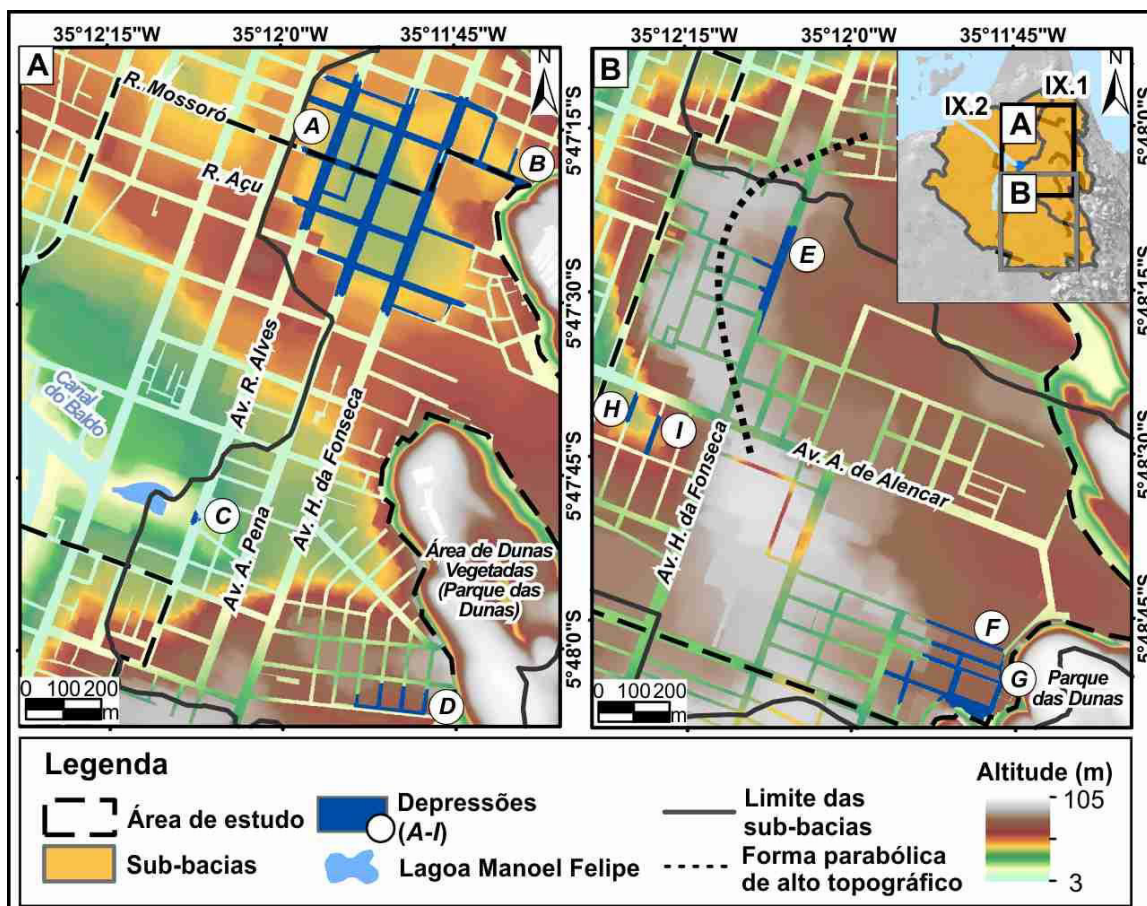 A
35°12'15"W
35°12'0"W
35°11'45"W
N
R. Mossoró
A
B
R. Açu
5°47'15"S
5°47'30"S
5°47'45"S
5°48'0"S
Av. R. Alves
Canal
do Baldo
Av. H. da Fonseca
C
Av. A. Pena
Área de Dunas
Vegetadas
(Parque das
Dunas)
D
0 100 200
m
B
35°12'15"W
35°12'0"W
35°11'45"W
N
IX.1
IX.2
A
B
5°48'0"S
5°48'15"S
5°48'30"S
5°48'45"S
E
H
I
Av. A. de Alencar
Av. H. da Fonseca
F
G
Parque
das Dunas
0 100 200
m
Legenda
Área de estudo
Sub-bacias
Depressões
(A-I)
Lagoa Manoel Felipe
Limite das
sub-bacias
Forma parabólica
de alto topográfico
Altitude (m)
105
3